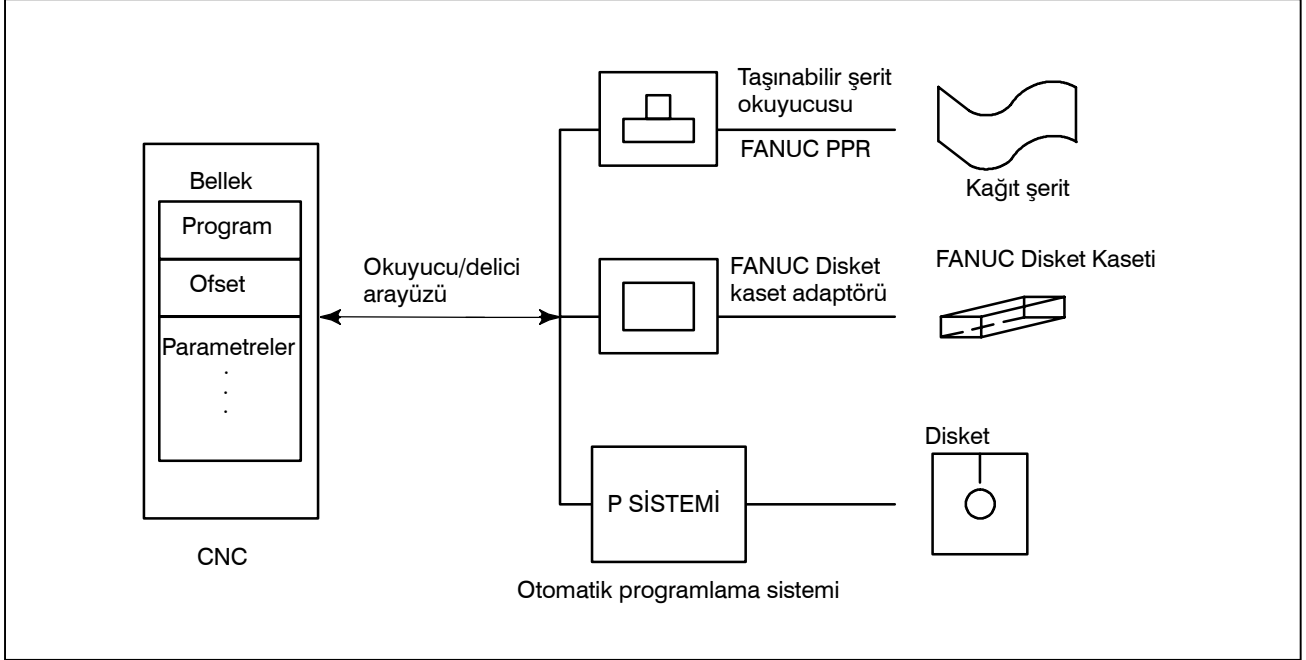 Bellek
Program
Ofset
Parametreler
CNC
Okuyucu/delici
arayüzü
Taşınabilir şerit
okuyucusu
FANUC PPR
Kağıt şerit
FANUC Disket
kaset adaptörü
FANUC Disket Kaseti
P SİSTEMİ
Otomatik programlama sistemi
Disket